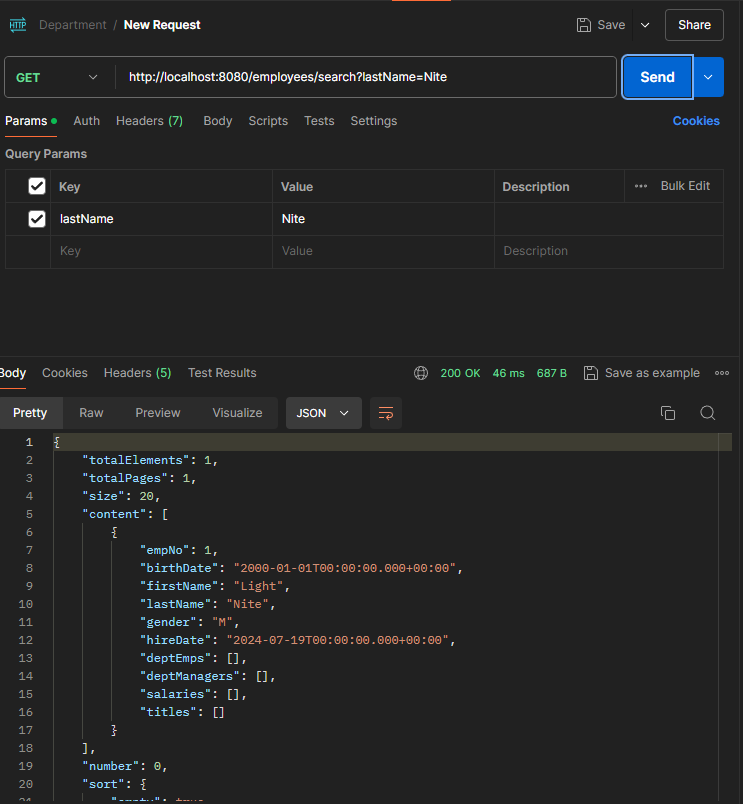 HTTP Department / New Request Save Share
GET http://localhost:8080/employees/search?lastName=Nite Send
Params Auth Headers (7) Body Scripts Tests Settings Cookies
Query Params
Key Value Description ••• Bulk Edit
lastName Nite
Key Value Description
Body Cookies Headers (5) Test Results 200 OK 46 ms 687 B Save as example •••
Pretty Raw Preview Visualize JSON
1 {
2 "totalElements": 1,
3 "totalPages": 1,
4 "size": 20,
5 "content": [
6 {
7 "empNo": 1,
8 "birthDate": "2000-01-01T00:00:00.000+00:00",
9 "firstName": "Light",
10 "lastName": "Nite",
11 "gender": "M",
12 "hireDate": "2024-07-19T00:00:00.000+00:00",
13 "deptEmps": [],
14 "deptManagers": [],
15 "salaries": [],
16 "titles": []
17 }
18 ],
19 "number": 0,
20 "sort": {